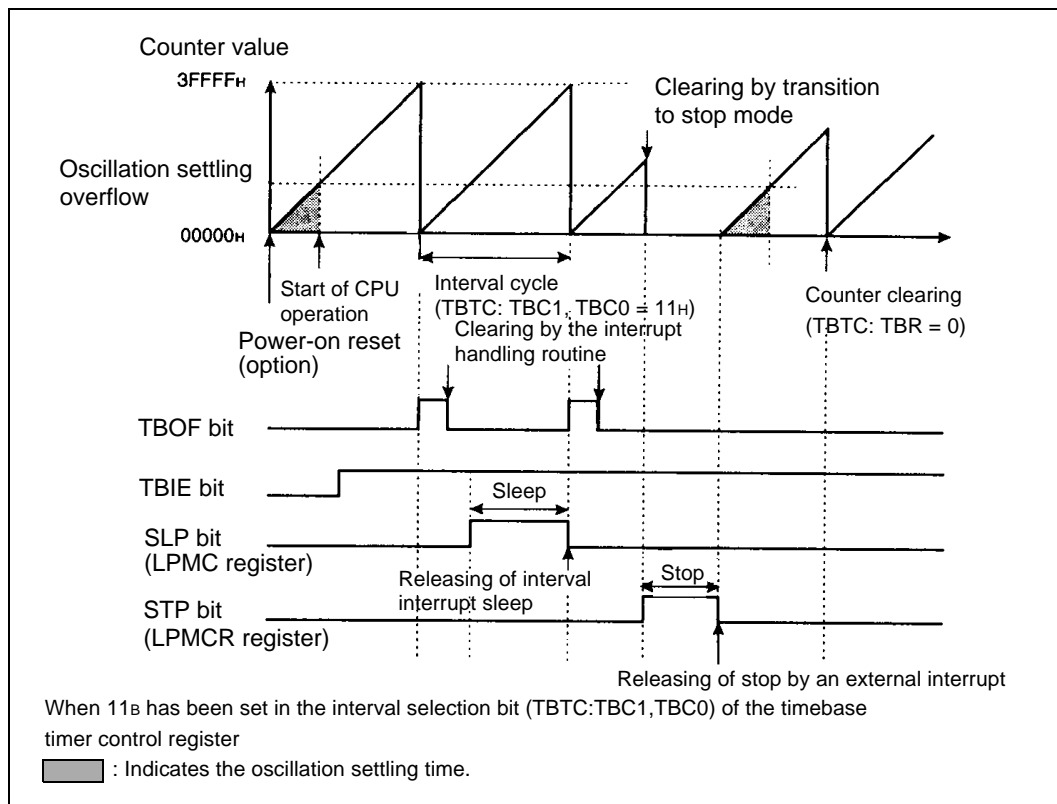 Counter value
3FFFFH
Clearing by transition
to stop mode
Oscillation settling
overflow
00000H
Start of CPU
operation
Interval cycle
(TBTC: TBC1, TBC0 = 11H)
Counter clearing
(TBTC: TBR = 0)
Power-on reset
(option)
Clearing by the interrupt
handling routine
TBOF bit
TBIE bit
Sleep
SLP bit
(LPMC register)
Releasing of interval
interrupt sleep
Stop
STP bit
(LPMCR register)
Releasing of stop by an external interrupt
When 11B has been set in the interval selection bit (TBTC:TBC1,TBC0) of the timebase
timer control register
: Indicates the oscillation settling time.